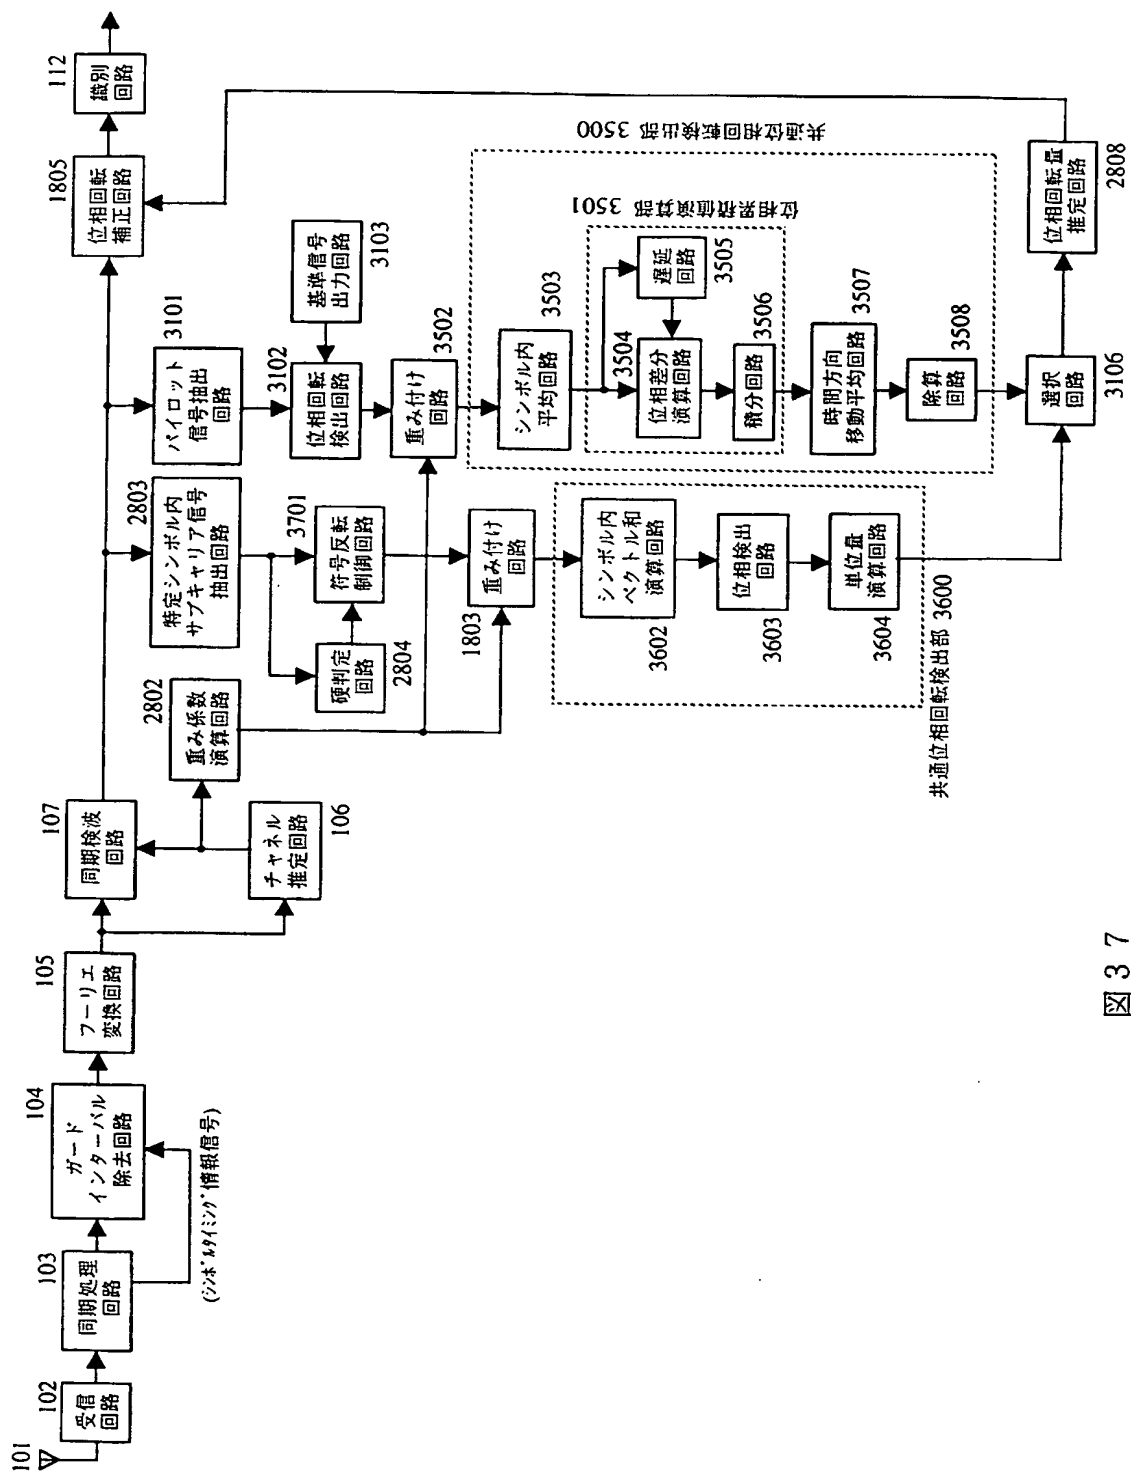 101
102
受信
回路
103
同期処理
回路
(ｼﾝﾎﾞﾙﾀｲﾐﾝｸﾞ情報信号)
104
ガード
インターバル
除去回路
105
フーリエ
変換回路
106
チャネル
推定回路
107
同期検波
回路
2802
重み係数
演算回路
2803
特定シンボル内
サブキャリア信号
抽出回路
2804
硬判定
回路
3701
符号反転
制御回路
1803
重み付け
回路
3602
シンボル内
ベクトル和
演算回路
3603
位相検出
回路
3604
単位量
演算回路
共通位相回転検出部 3600
3101
パイロット
信号抽出
回路
3102
位相回転
検出回路
3103
基準信号
出力回路
3502
重み付け
回路
共通位相回転検出部 3500
3503
シンボル内
平均回路
位相累積値演算部 3501
3504
位相差分
演算回路
3505
遅延
回路
3506
積分回路
3507
時間方向
移動平均回路
3508
除算
回路
3106
選択
回路
2808
位相回転量
推定回路
1805
位相回転
補正回路
112
識別
回路
図37